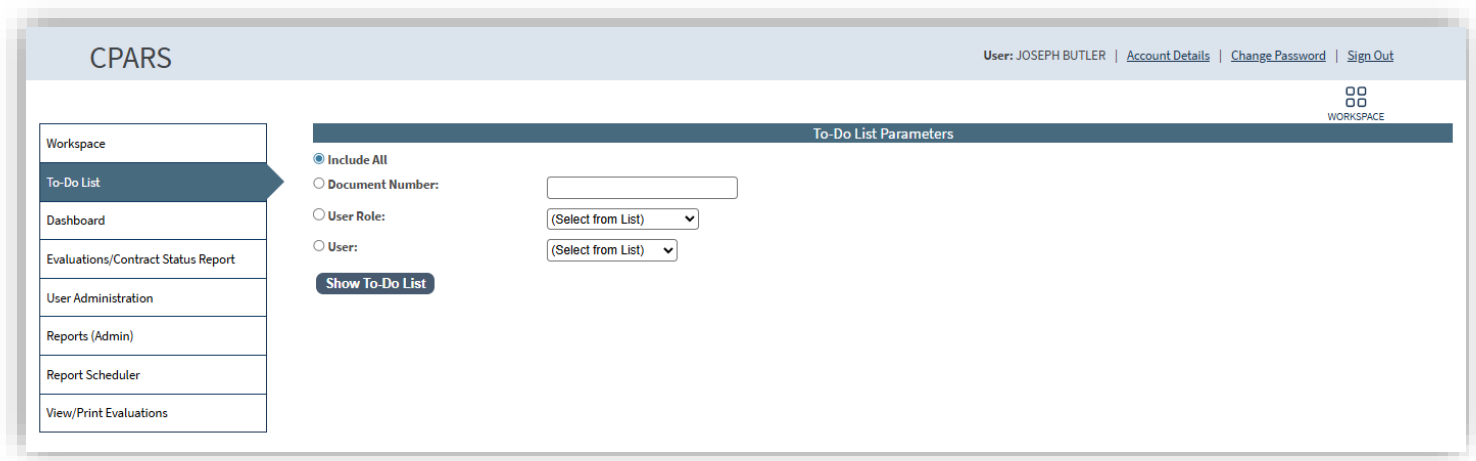 CPARS
User: JOSEPH BUTLER | Account Details | Change Password | Sign Out
WORKSPACE
Workspace
To-Do List
Dashboard
Evaluations/Contract Status Report
User Administration
Reports (Admin)
Report Scheduler
View/Print Evaluations
To-Do List Parameters
Include All
Document Number:
User Role: (Select from List)
User: (Select from List)
Show To-Do List